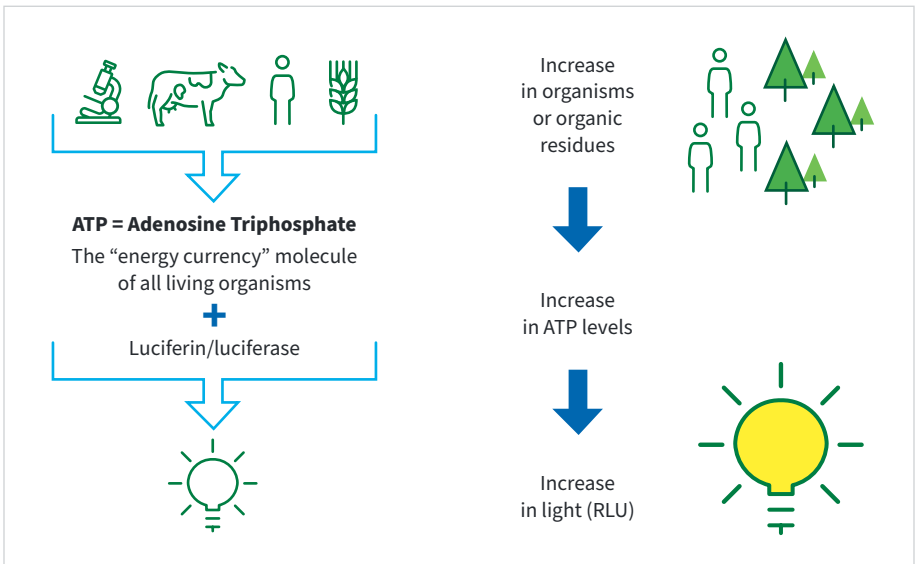 ATP = Adenosine Triphosphate
The “energy currency” molecule
of all living organisms
+
Luciferin/luciferase
Increase
in organisms
or organic
residues
Increase
in ATP levels
Increase
in light (RLU)